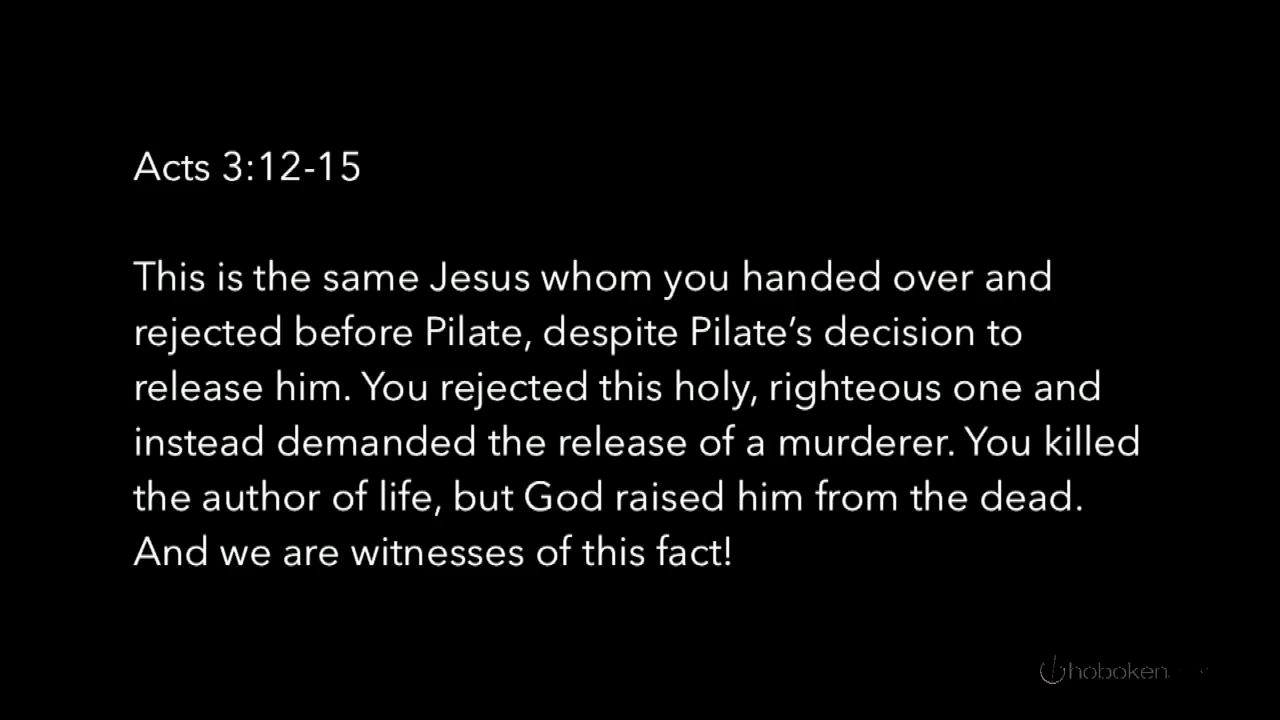 Acts 3:12-15
This is the same Jesus whom you handed over and
rejected before Pilate, despite Pilate’s decision to
release him. You rejected this holy, righteous one and
instead demanded the release of a murderer. You killed
the author of life, but God raised him from the dead.
And we are witnesses of this fact!
hoboken